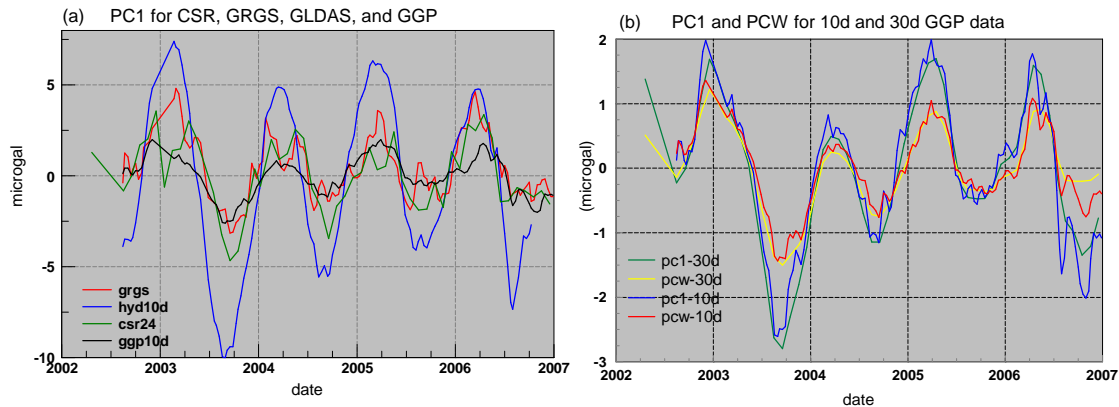 (a) PC1 for CSR, GRGS, GLDAS, and GGP
microgal
5
0
-5
-10
grgs
hyd10d
csr24
ggp10d
2002 2003 2004 2005 2006 2007
date
(b) PC1 and PCW for 10d and 30d GGP data
(microgal)
2
1
0
-1
-2
-3
pc1-30d
pcw-30d
pc1-10d
pcw-10d
2002 2003 2004 2005 2006 2007
date